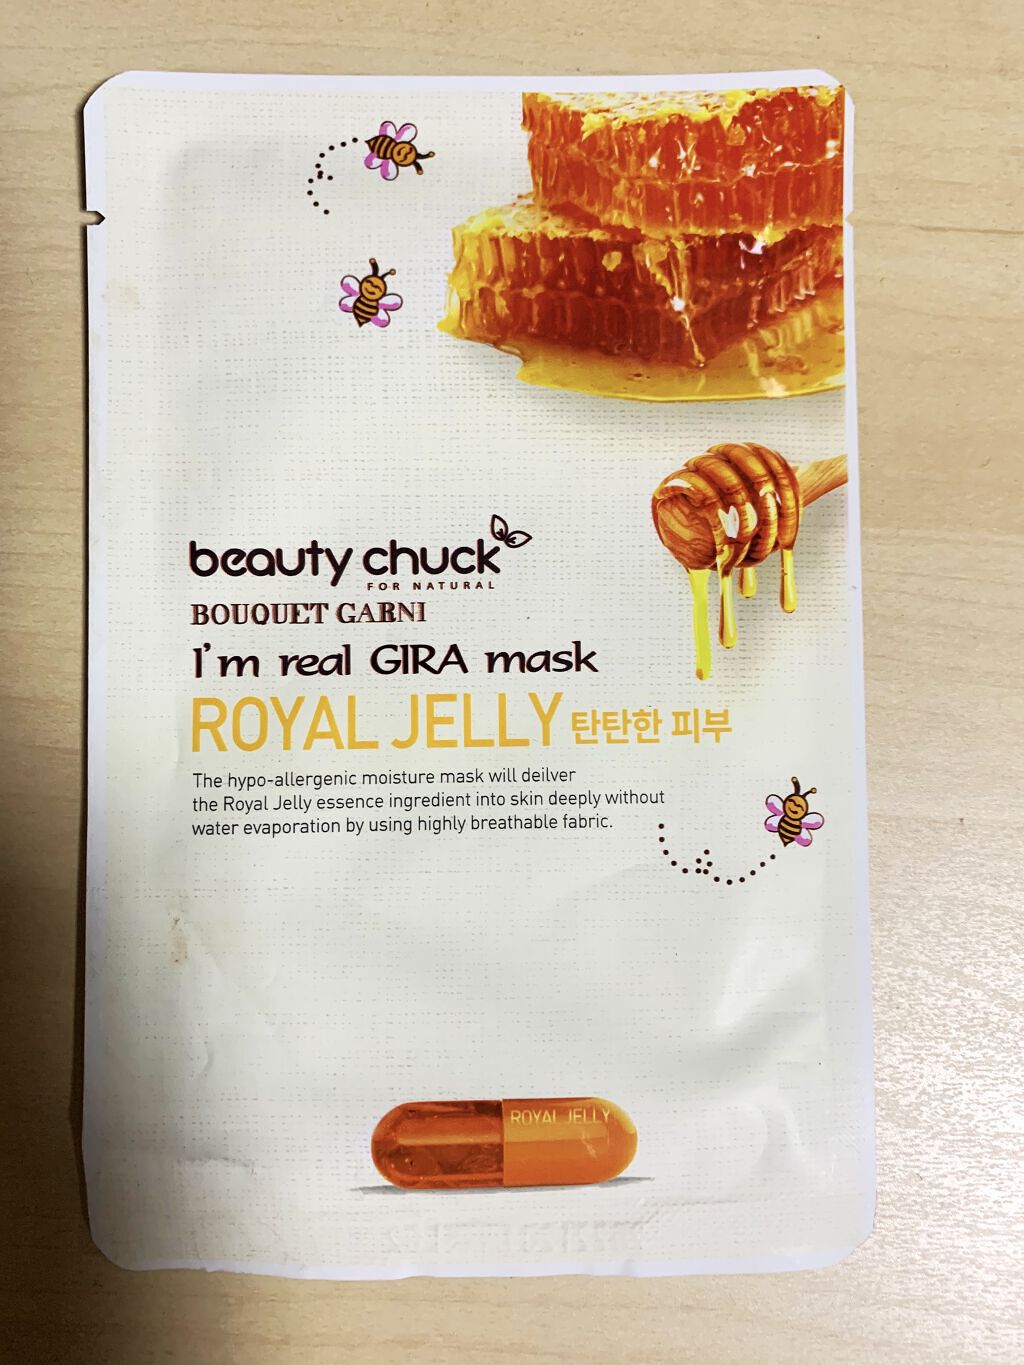 beauty chuck
FOR NATURAL
BOUQUET GARNI
I'm real GIRA mask
ROYAL JELLY 탄탄한 피부
The hypo-allergenic moisture mask will deilver
the Royal Jelly essence ingredient into skin deeply without
water evaporation by using highly breathable fabric.
ROYAL JELLY